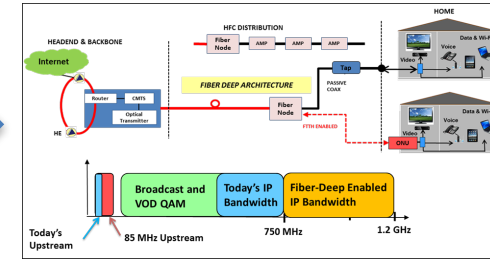 HOME
HFC DISTRIBUTION
HEADEND & BACKBONE
Internet
Fiber
Node
AMP
AMP
AMP
Data & Wi-F
Voice
Video
Tap
PASSIVE
COAX
Router
CMTS
Optical
Transmitter
HE
FIBER DEEP ARCHITECTURE
Fiber
Node
FTTH ENABLED
Data & Wi-
Voice
Video
ONU
Broadcast and
VOD QAM
Today's IP
Bandwidth
Fiber-Deep Enabled
IP Bandwidth
Today's
Upstream
85 MHz Upstream
750 MHz
1.2 GHz